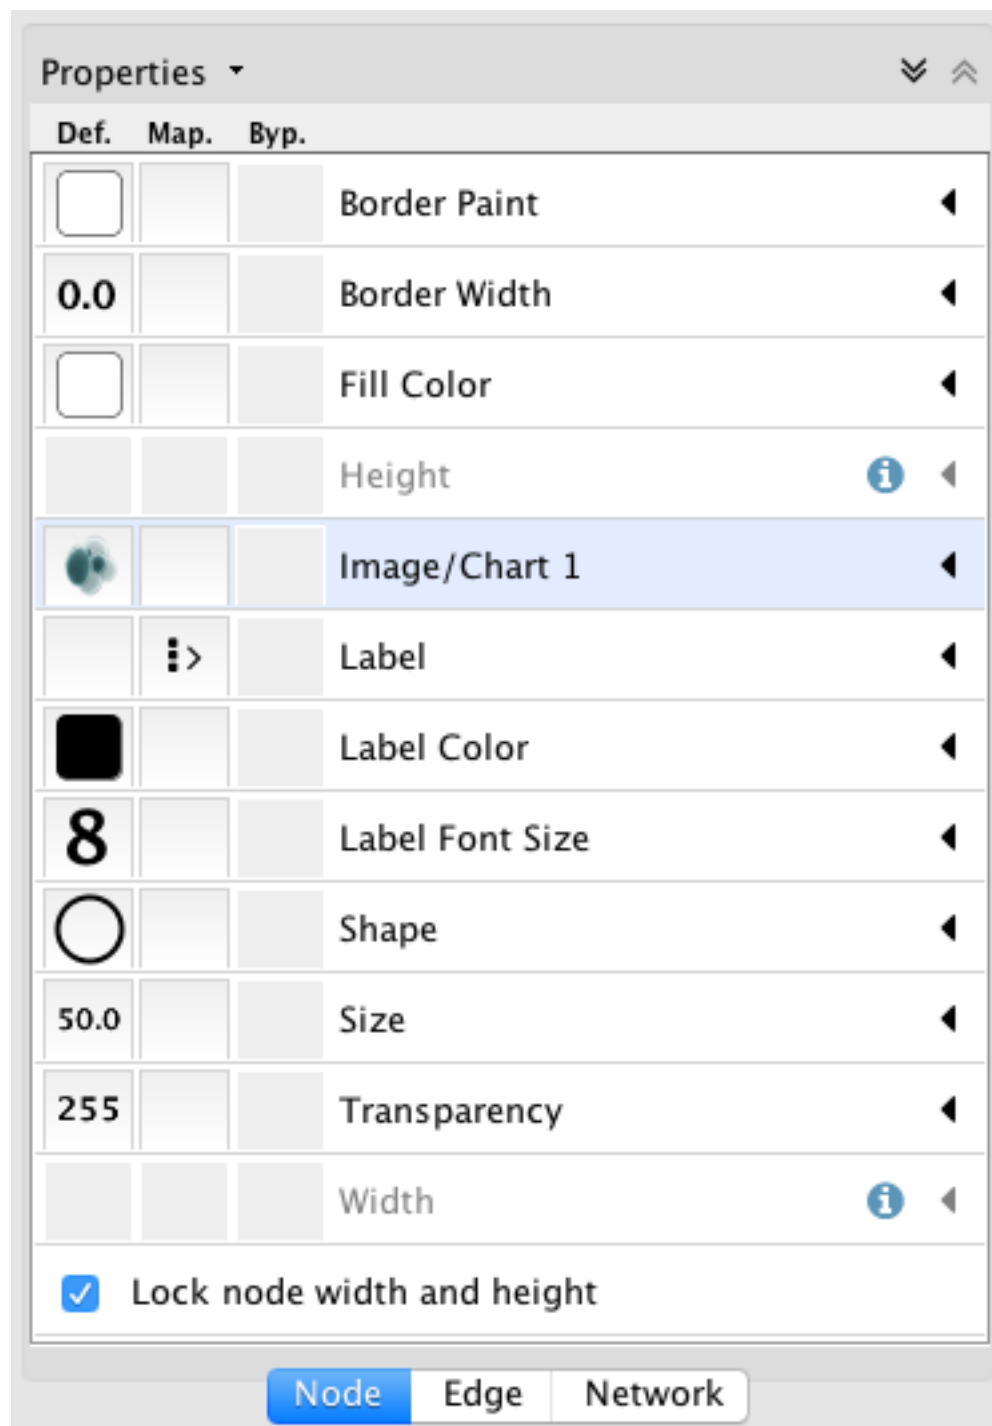 Properties
Def. Map. Byp.
Border Paint
0.0 Border Width
Fill Color
Height
Image/Chart 1
Label
Label Color
8 Label Font Size
Shape
50.0 Size
255 Transparency
Width
Lock node width and height
Node Edge Network